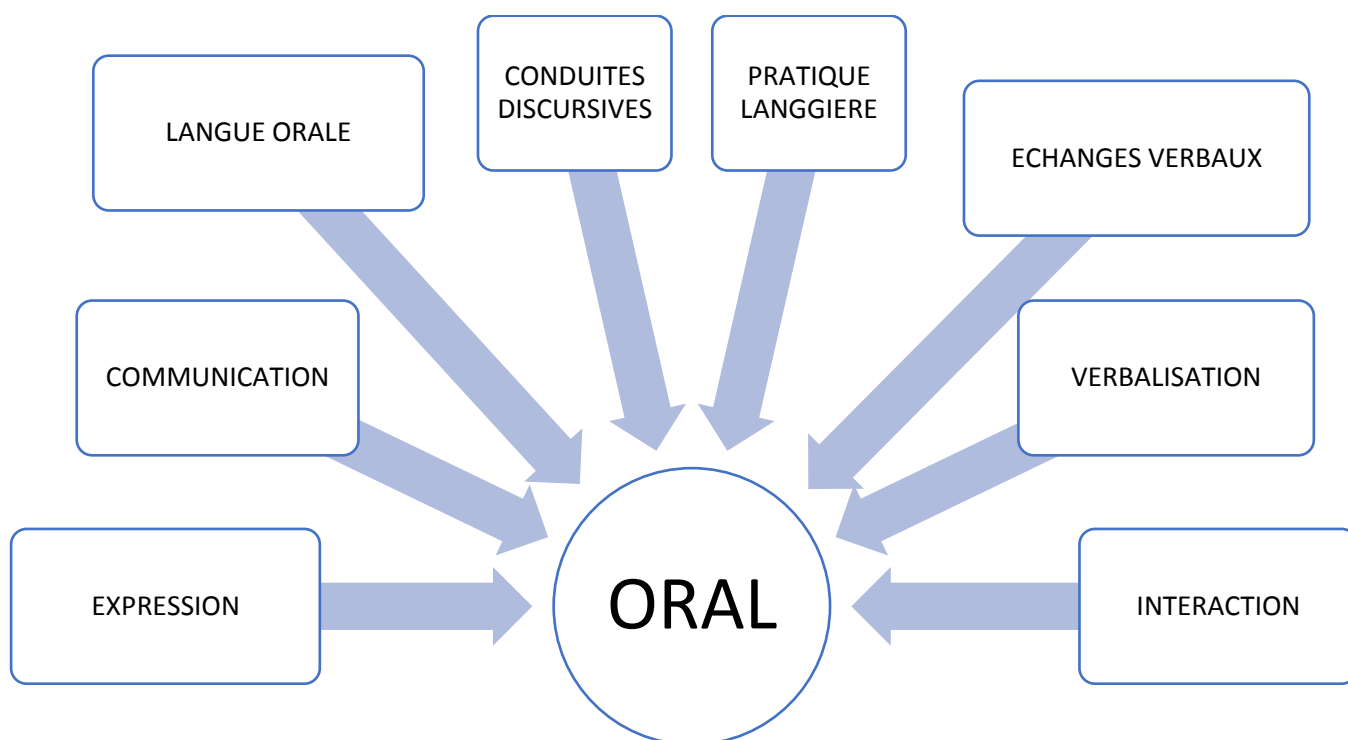 CONDUITES
DISCURSIVES
PRATIQUE
LANGGIERE
LANGUE ORALE
ECHANGES VERBAUX
COMMUNICATION
VERBALISATION
EXPRESSION
ORAL
INTERACTION